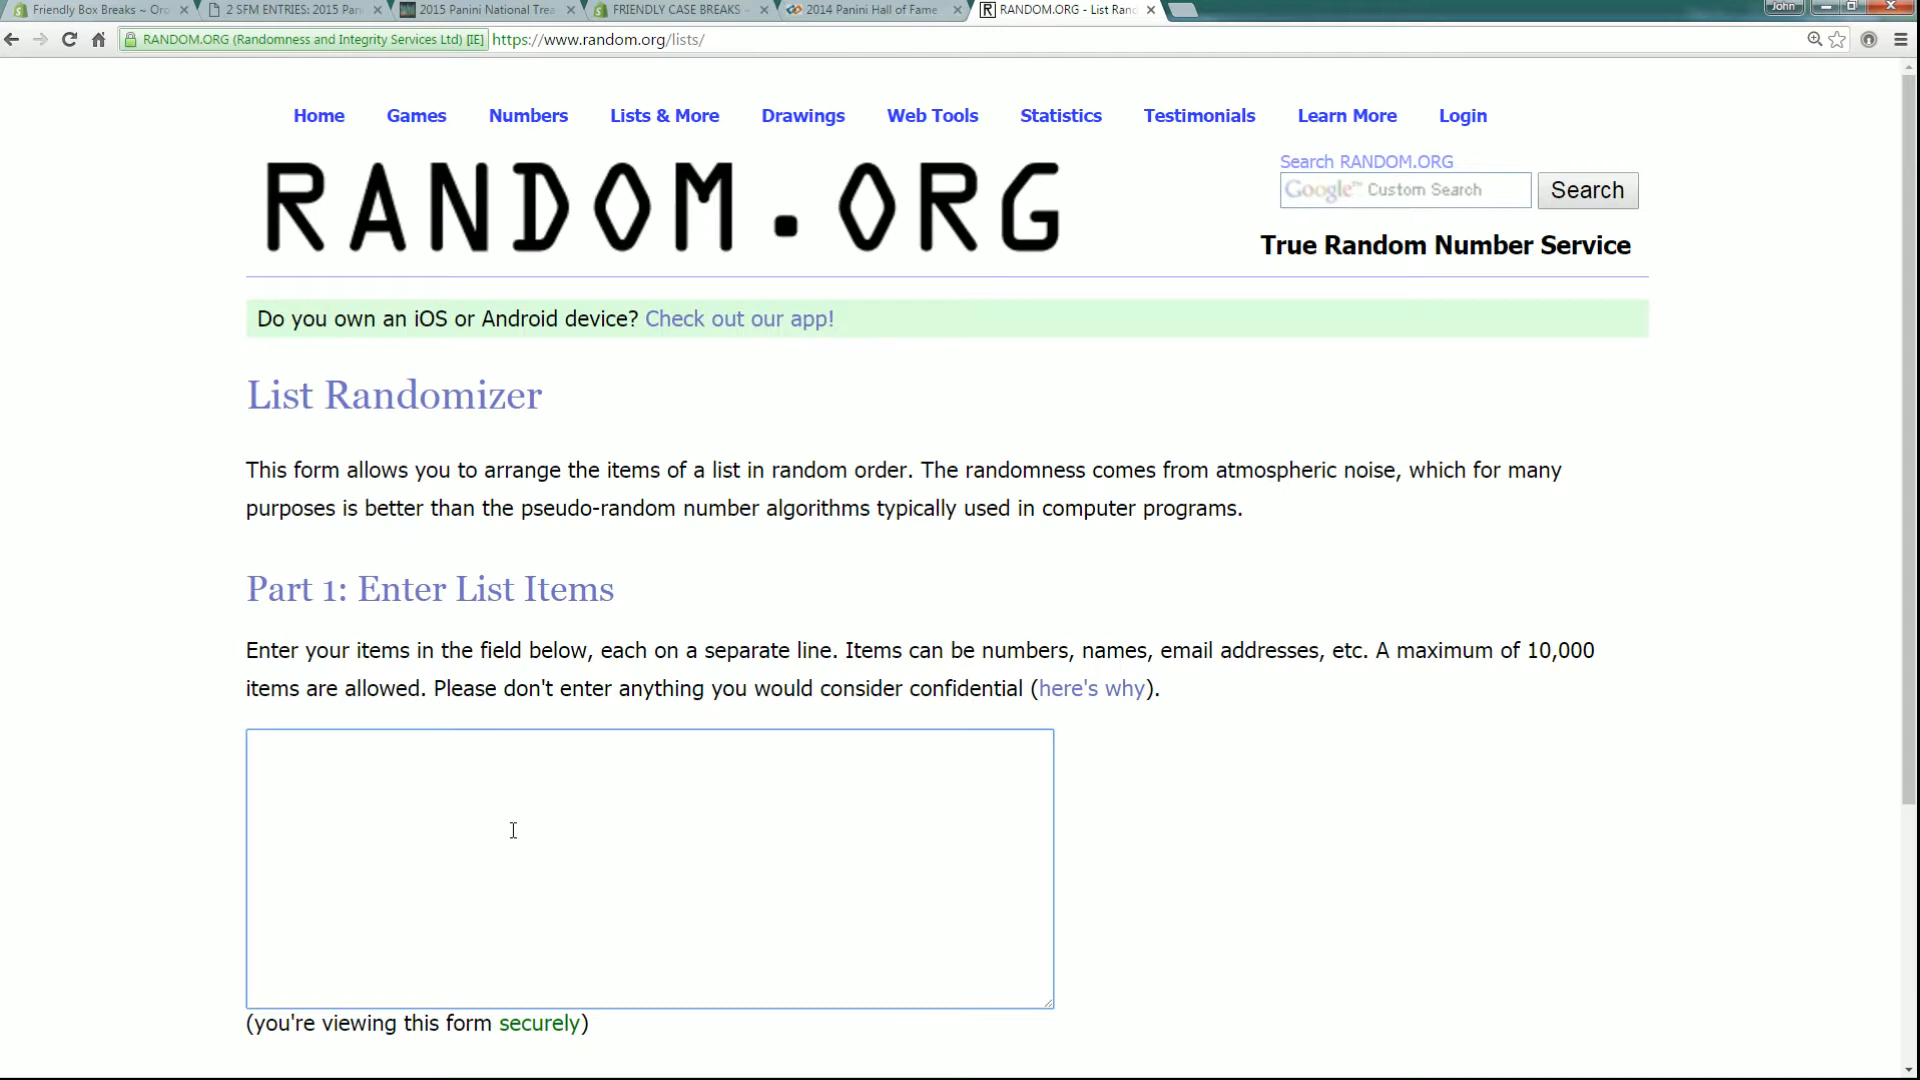 Friendly Box Breaks ~ Oro
2 SFM ENTRIES: 2015 Pan
2015 Panini National Trea
FRIENDLY CASE BREAKS -
2014 Panini Hall of Fame
RANDOM.ORG - List Ran
John
RANDOM.ORG (Randomness and Integrity Services Ltd) [IE] https://www.random.org/lists/
Home Games Numbers Lists & More Drawings Web Tools Statistics Testimonials Learn More Login
RANDOM.ORG
Search RANDOM.ORG
Google™ Custom Search Search
True Random Number Service
Do you own an iOS or Android device? Check out our app!
List Randomizer
This form allows you to arrange the items of a list in random order. The randomness comes from atmospheric noise, which for many
purposes is better than the pseudo-random number algorithms typically used in computer programs.
Part 1: Enter List Items
Enter your items in the field below, each on a separate line. Items can be numbers, names, email addresses, etc. A maximum of 10,000
items are allowed. Please don't enter anything you would consider confidential (here's why).
(you're viewing this form securely)